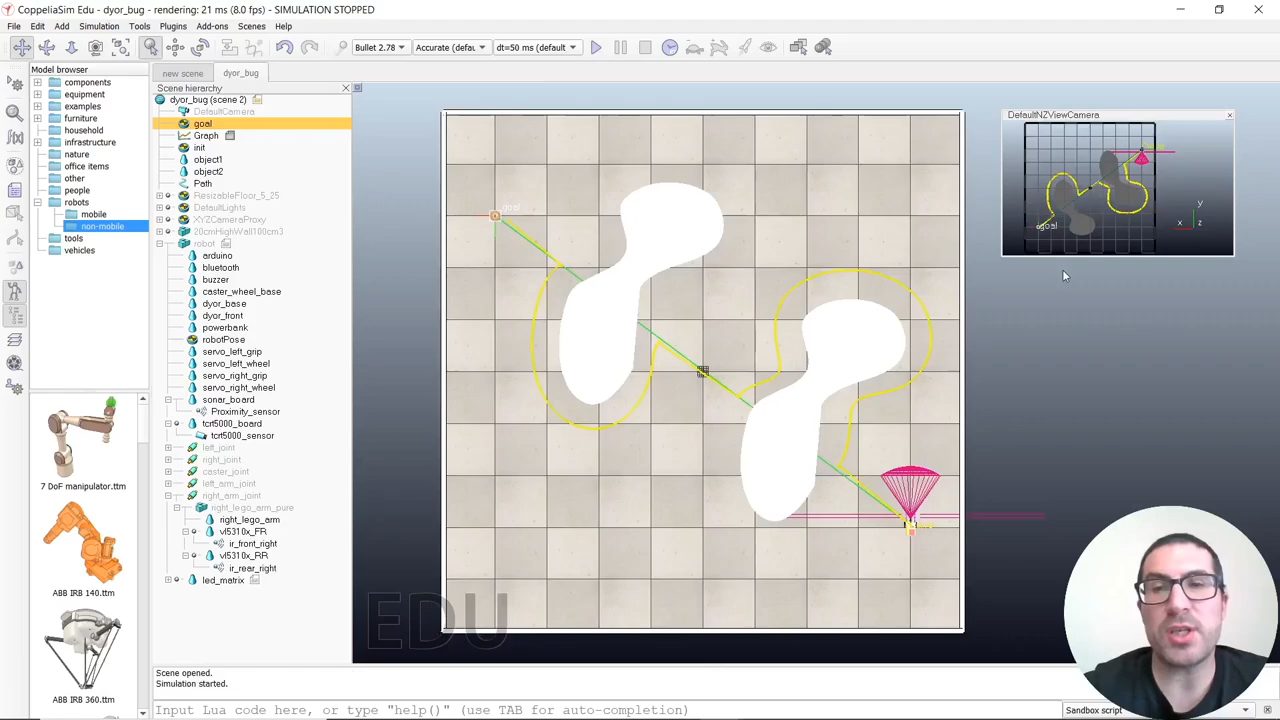 CoppeliaSim Edu - dyor_bug - rendering: 21 ms (8.0 fps) - SIMULATION STOPPED
File Edit Add Simulation Tools Plugins Add-ons Scenes Help
Bullet 2.78 Accurate (defau dt=50 ms (default)
Model browser
components
equipment
examples
furniture
household
infrastructure
nature
office items
other
people
robots
mobile
non-mobile
tools
vehicles
7 DoF manipulator.ttm
ABB IRB 140.ttm
ABB IRB 360.ttm
new scene dyor_bug
Scene hierarchy
dyor_bug (scene 2)
DefaultCamera
goal
Graph
init
object1
object2
Path
ResizableFloor_5_25
DefaultLights
XYZCameraProxy
20cmHighWall100cm3
robot
arduino
bluetooth
buzzer
caster_wheel_base
dyor_base
dyor_front
powerbank
robotPose
servo_left_grip
servo_left_wheel
servo_right_grip
servo_right_wheel
sonar_board
Proximity_sensor
tcrt5000_board
tcrt5000_sensor
left_joint
right_joint
caster_joint
left_arm_joint
right_arm_joint
right_lego_arm_pure
right_lego_arm
vl5310x_FR
ir_front_right
vl5310x_RR
ir_rear_right
led_matrix
goal
EDU
DefaultNZViewCamera
goal
y
x
z
Scene opened.
Simulation started.
Input Lua code here, or type "help()" (use TAB for auto-completion)
Sandbox script